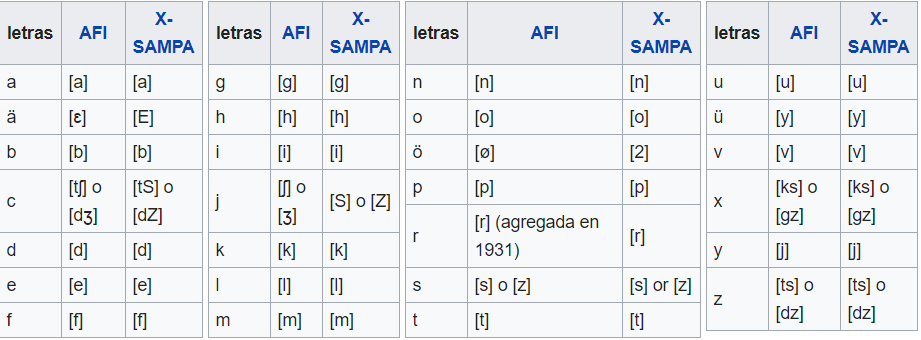 letras AFI X-SAMPA
a [a] [a]
ä [ɛ] [E]
b [b] [b]
c [tʃ] o [dʒ] [tS] o [dZ]
d [d] [d]
e [e] [e]
f [f] [f]
letras AFI X-SAMPA
g [g] [g]
h [h] [h]
i [i] [i]
j [ʃ] o [ʒ] [S] o [Z]
k [k] [k]
l [l] [l]
m [m] [m]
letras AFI X-SAMPA
n [n] [n]
o [o] [o]
ö [ø] [2]
p [p] [p]
r [r] (agregada en 1931) [r]
s [s] o [z] [s] or [z]
t [t] [t]
letras AFI X-SAMPA
u [u] [u]
ü [y] [y]
v [v] [v]
x [ks] o [gz] [ks] o [gz]
y [j] [j]
z [ts] o [dz] [ts] o [dz]